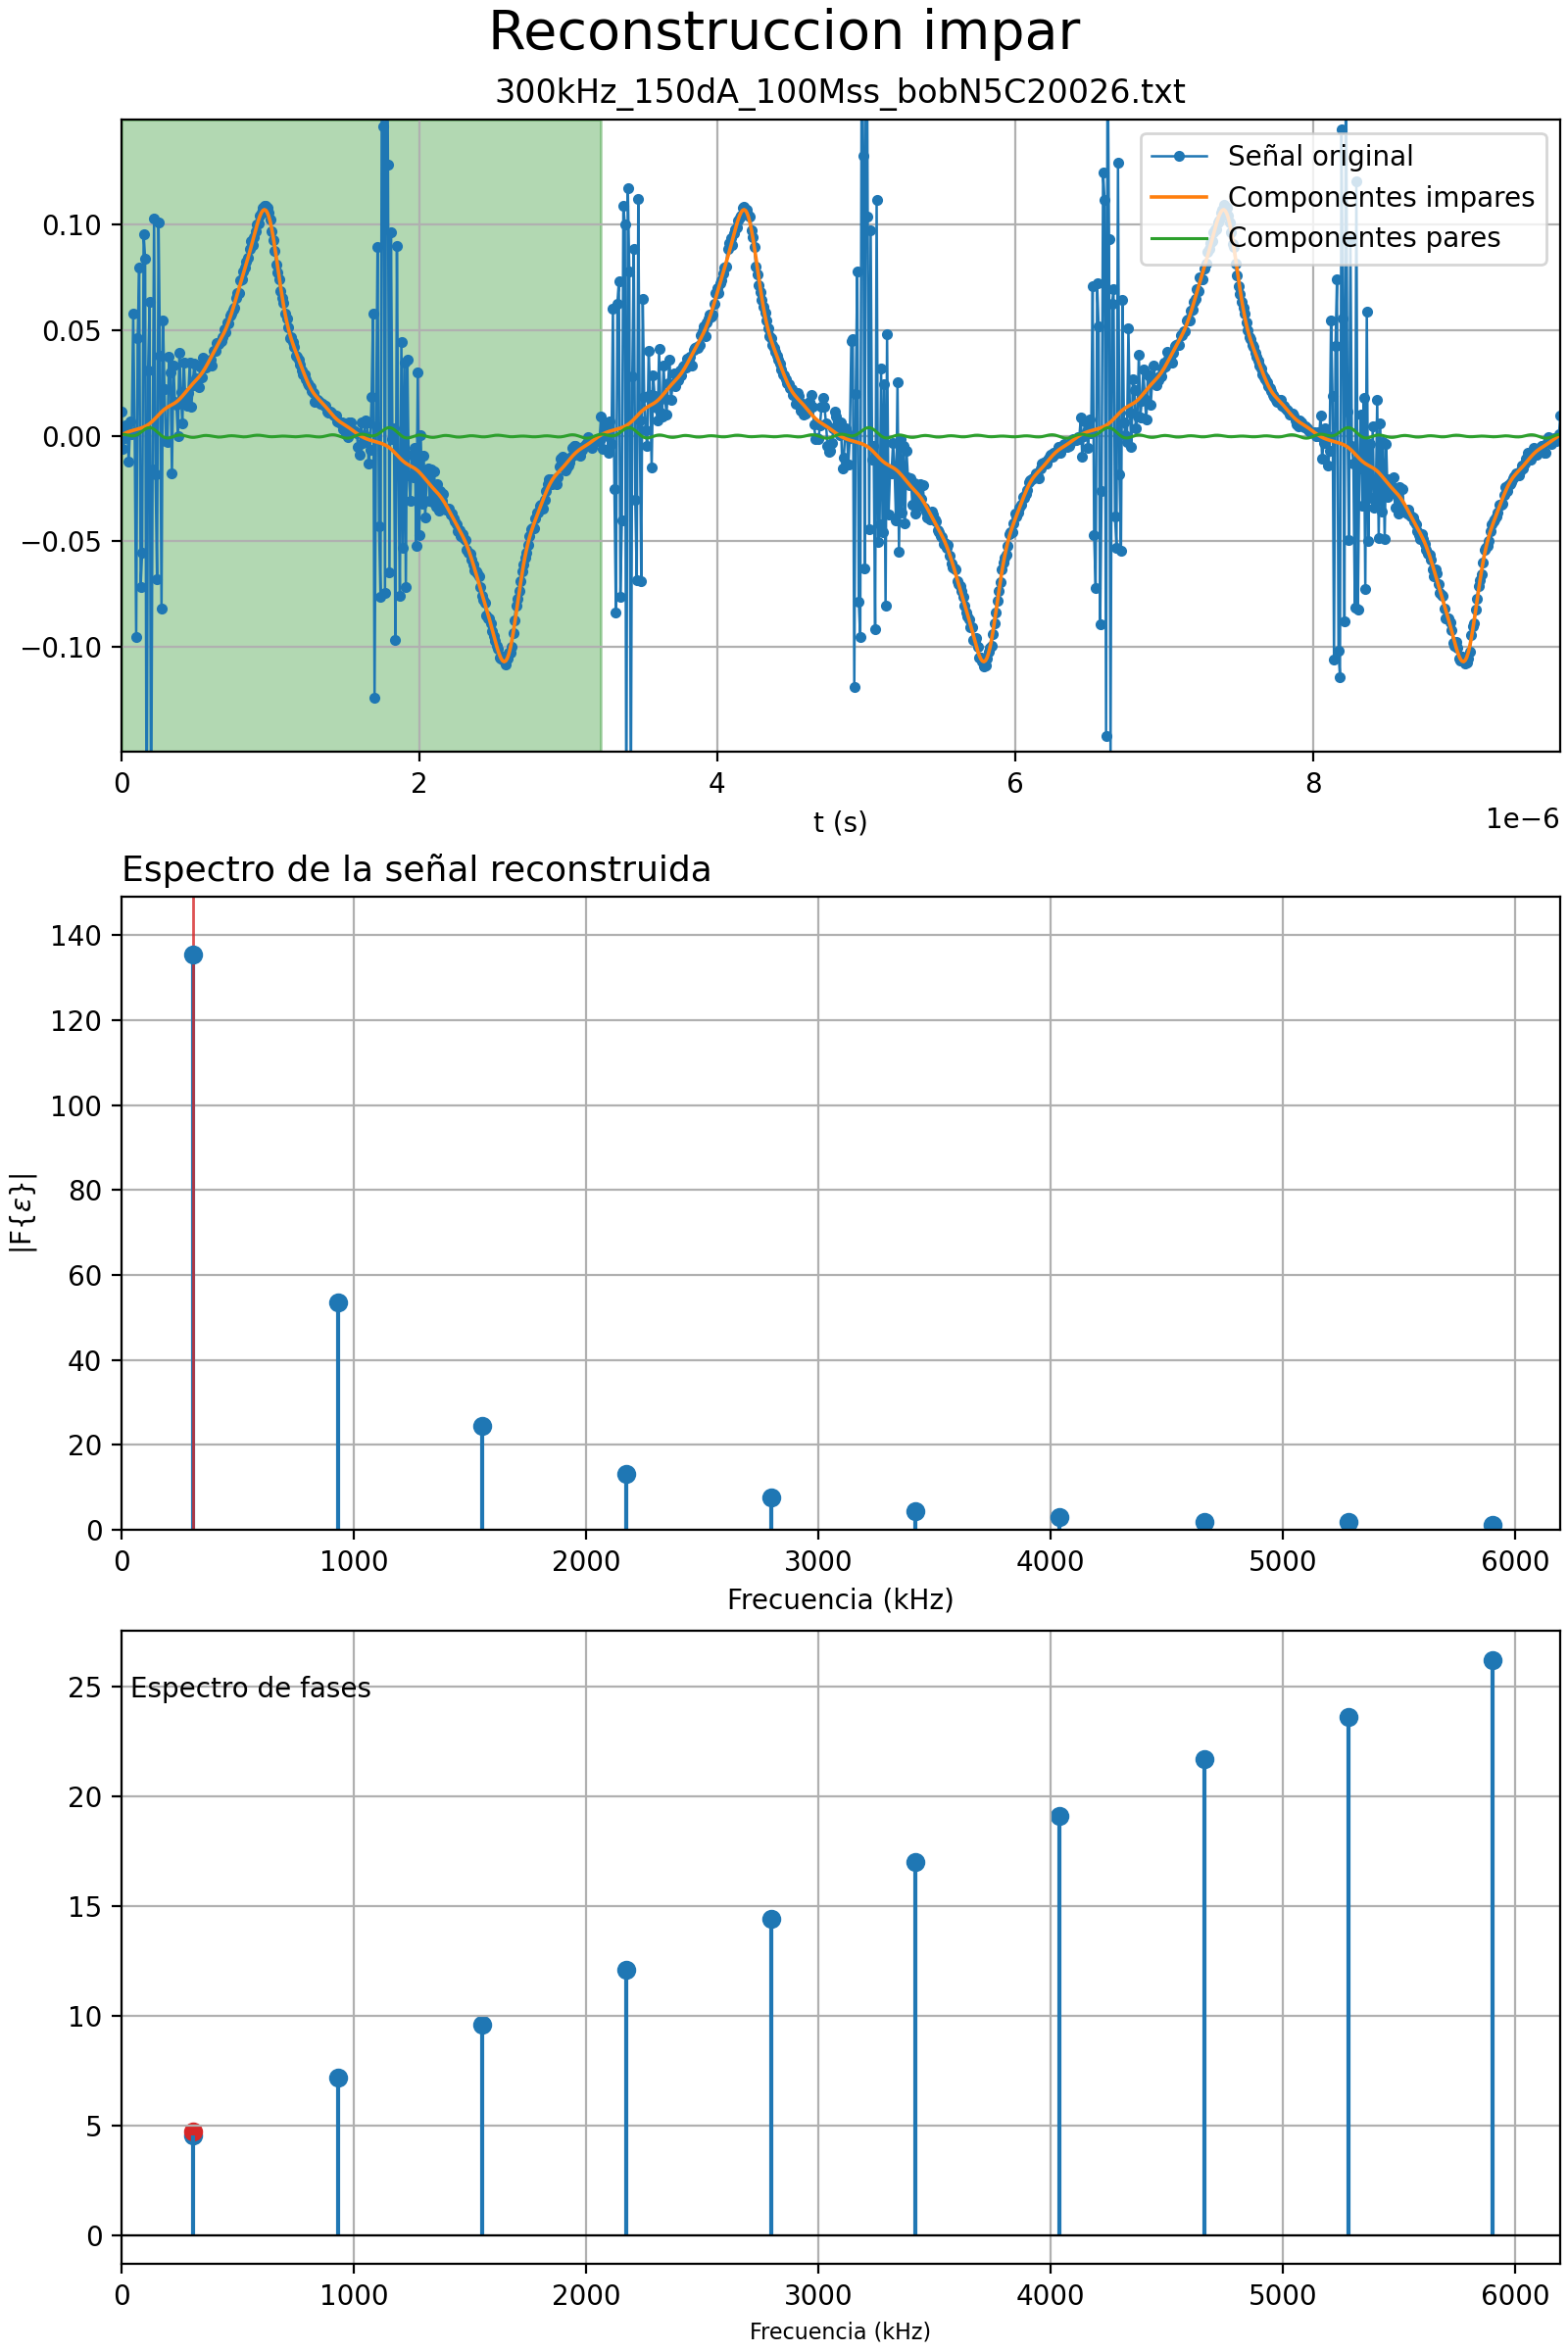 Reconstruccion impar
300kHz_150dA_100Mss_bobN5C20026.txt
Señal original
Componentes impares
Componentes pares
0.10
0.05
0.00
−0.05
−0.10
0 2 4 6 8
1e−6
t (s)
Espectro de la señal reconstruida
140
120
100
80
60
40
20
0
|F{ε}|
0 1000 2000 3000 4000 5000 6000
Frecuencia (kHz)
Espectro de fases
25
20
15
10
5
0
0 1000 2000 3000 4000 5000 6000
Frecuencia (kHz)